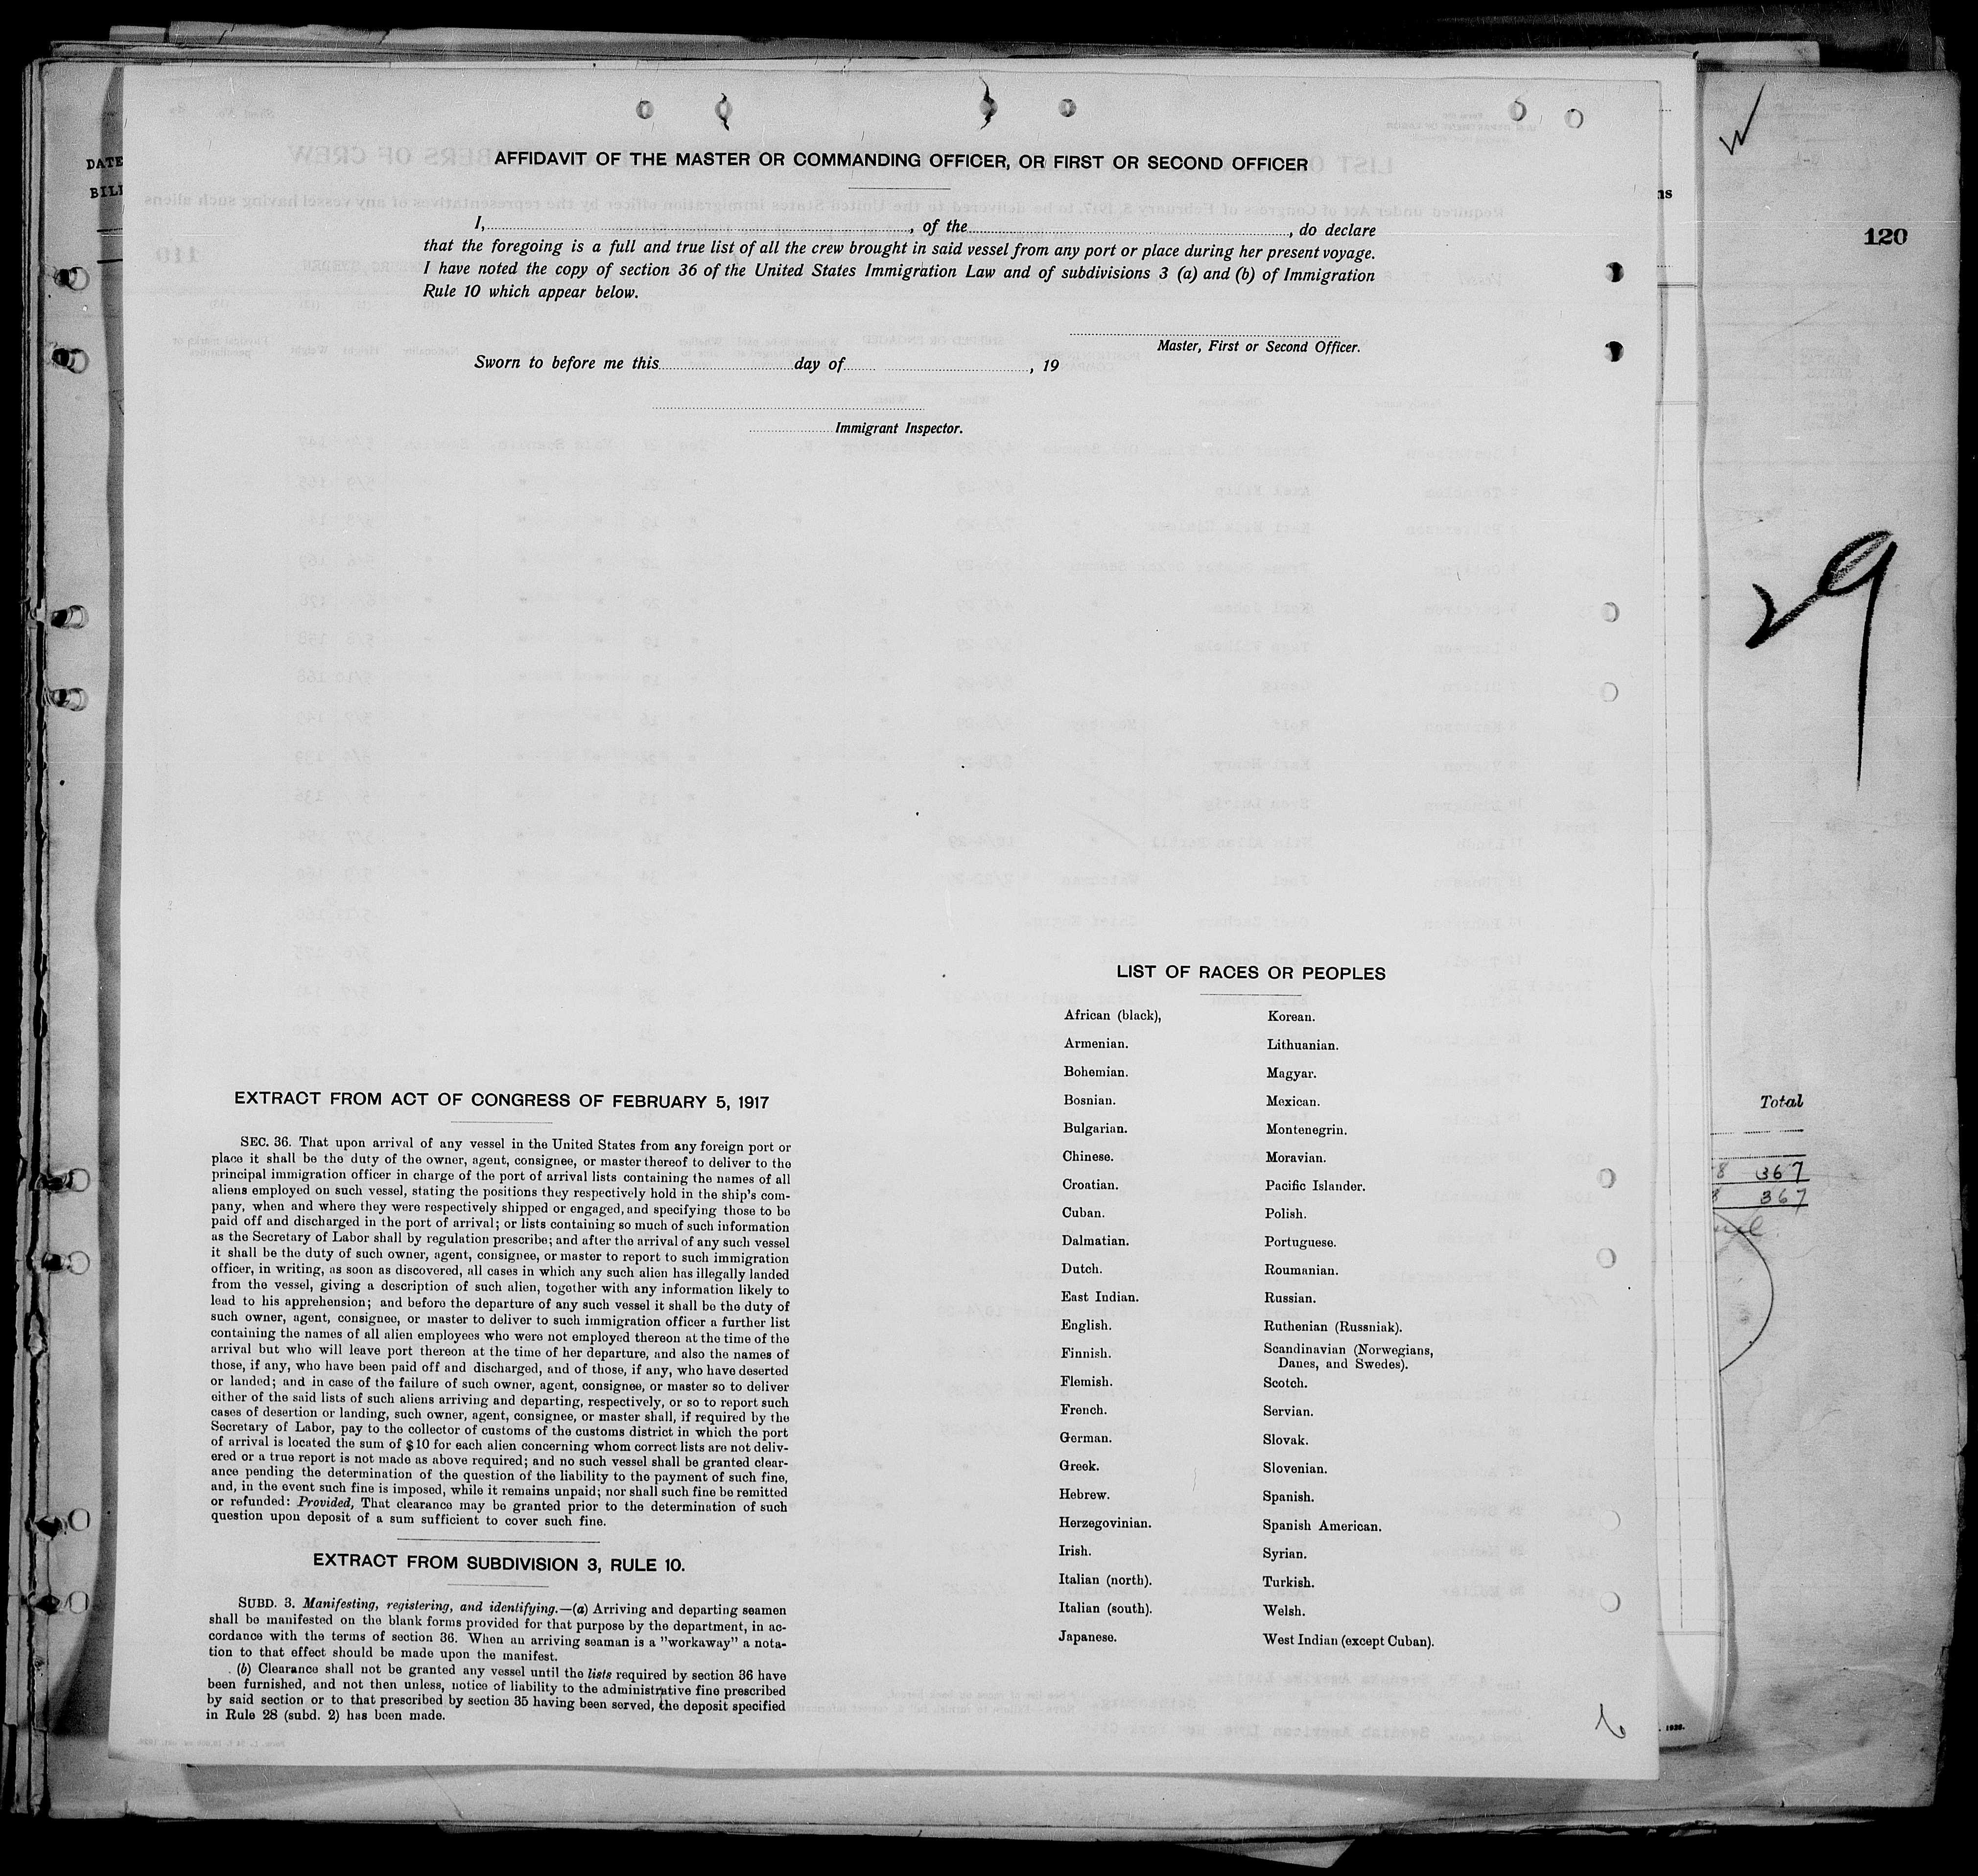 AFFIDAVIT OF THE MASTER OR COMMANDING OFFICER, OR FIRST OR SECOND OFFICER
I, , of the , do declare
that the foregoing is a full and true list of all the crew brought in said vessel from any port or place during her present voyage.
I have noted the copy of section 36 of the United States Immigration Law and of subdivisions 3 (a) and (b) of Immigration
Rule 10 which appear below.
Master, First or Second Officer.
Sworn to before me this day of , 19
Immigrant Inspector.
EXTRACT FROM ACT OF CONGRESS OF FEBRUARY 5, 1917
SEC. 36. That upon arrival of any vessel in the United States from any foreign port or
place it shall be the duty of the owner, agent, consignee, or master thereof to deliver to the
principal immigration officer in charge of the port of arrival lists containing the names of all
aliens employed on such vessel, stating the positions they respectively hold in the ship's com-
pany, when and where they were respectively shipped or engaged, and specifying those to be
paid off and discharged in the port of arrival; or lists containing so much of such information
as the Secretary of Labor shall by regulation prescribe; and after the arrival of any such vessel
it shall be the duty of such owner, agent, consignee, or master to report to such immigration
officer, in writing, as soon as discovered, all cases in which any such alien has illegally landed
from the vessel, giving a description of such alien, together with any information likely to
lead to his apprehension; and before the departure of any such vessel it shall be the duty of
such owner, agent, consignee, or master to deliver to such immigration officer a further list
containing the names of all alien employees who were not employed thereon at the time of the
arrival but who will leave port thereon at the time of her departure, and also the names of
those, if any, who have been paid off and discharged, and of those, if any, who have deserted
or landed; and in case of the failure of such owner, agent, consignee, or master so to deliver
either of the said lists of such aliens arriving and departing, respectively, or so to report such
cases of desertion or landing, such owner, agent, consignee, or master shall, if required by the
Secretary of Labor, pay to the collector of customs of the customs district in which the port
of arrival is located the sum of $10 for each alien concerning whom correct lists are not deliv-
ered or a true report is not made as above required; and no such vessel shall be granted clear-
ance pending the determination of the question of the liability to the payment of such fine,
and, in the event such fine is imposed, while it remains unpaid; nor shall such fine be remitted
or refunded: Provided, That clearance may be granted prior to the determination of such
question upon deposit of a sum sufficient to cover such fine.
EXTRACT FROM SUBDIVISION 3, RULE 10.
SUBD. 3. Manifesting, registering, and identifying.—(a) Arriving and departing seamen
shall be manifested on the blank forms provided for that purpose by the department, in ac-
cordance with the terms of section 36. When an arriving seaman is a "workaway" a nota-
tion to that effect should be made upon the manifest.
(b) Clearance shall not be granted any vessel until the lists required by section 36 have
been furnished, and not then unless, notice of liability to the administrative fine prescribed
by said section or to that prescribed by section 35 having been served, the deposit specified
in Rule 28 (subd. 2) has been made.
LIST OF RACES OR PEOPLES
African (black),
Armenian.
Bohemian.
Bosnian.
Bulgarian.
Chinese.
Croatian.
Cuban.
Dalmatian.
Dutch.
East Indian.
English.
Finnish.
Flemish.
French.
German.
Greek.
Hebrew.
Herzegovinian.
Irish.
Italian (north).
Italian (south).
Japanese.
Korean.
Lithuanian.
Magyar.
Mexican.
Montenegrin.
Moravian.
Pacific Islander.
Polish.
Portuguese.
Roumanian.
Russian.
Ruthenian (Russniak).
Scandinavian (Norwegians,
Danes, and Swedes).
Scotch.
Servian.
Slovak.
Slovenian.
Spanish.
Spanish American.
Syrian.
Turkish.
Welsh.
West Indian (except Cuban).
DATE
BILL
120
29
Total
8 367
8 367